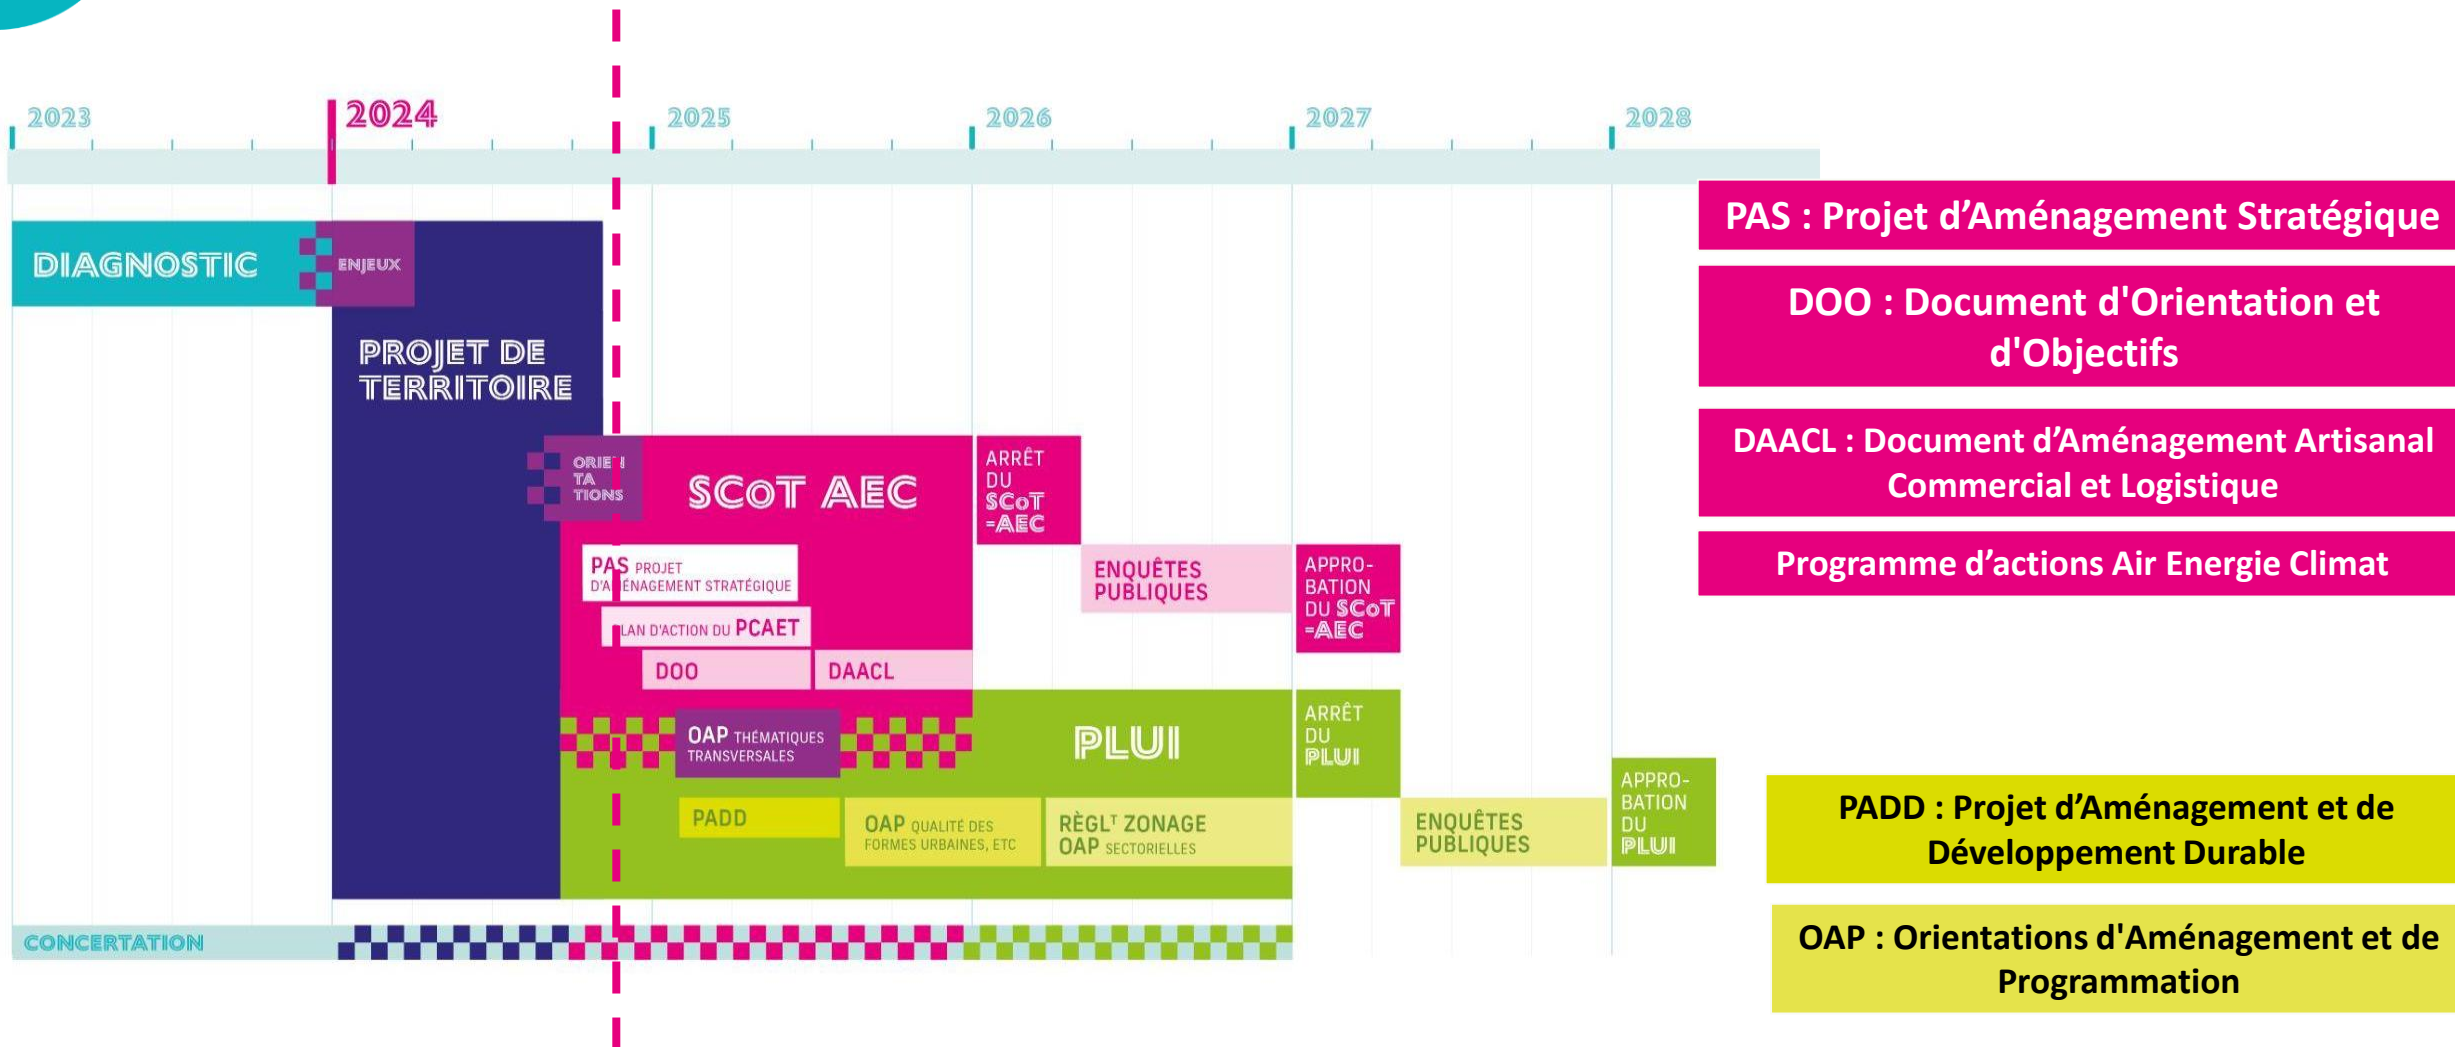 2023
2024
2025
2026
2027
2028
DIAGNOSTIC
ENJEUX
PROJET DE
TERRITOIRE
ORIEN
TA
TIONS
SCoT AEC
ARRÊT
DU
SCoT
=AEC
PAS PROJET
D'AMÉNAGEMENT STRATÉGIQUE
PLAN D'ACTION DU PCAET
DOO
DAACL
ENQUÊTES
PUBLIQUES
APPRO-
BATION
DU SCoT
=AEC
OAP THÉMATIQUES
TRANSVERSALES
PLUI
ARRÊT
DU
PLUI
PADD
OAP QUALITÉ DES
FORMES URBAINES, ETC
RÈGLT ZONAGE
OAP SECTORIELLES
ENQUÊTES
PUBLIQUES
APPRO-
BATION
DU
PLUI
CONCERTATION
PAS : Projet d’Aménagement Stratégique
DOO : Document d'Orientation et
d'Objectifs
DAACL : Document d’Aménagement Artisanal
Commercial et Logistique
Programme d’actions Air Energie Climat
PADD : Projet d’Aménagement et de
Développement Durable
OAP : Orientations d'Aménagement et de
Programmation